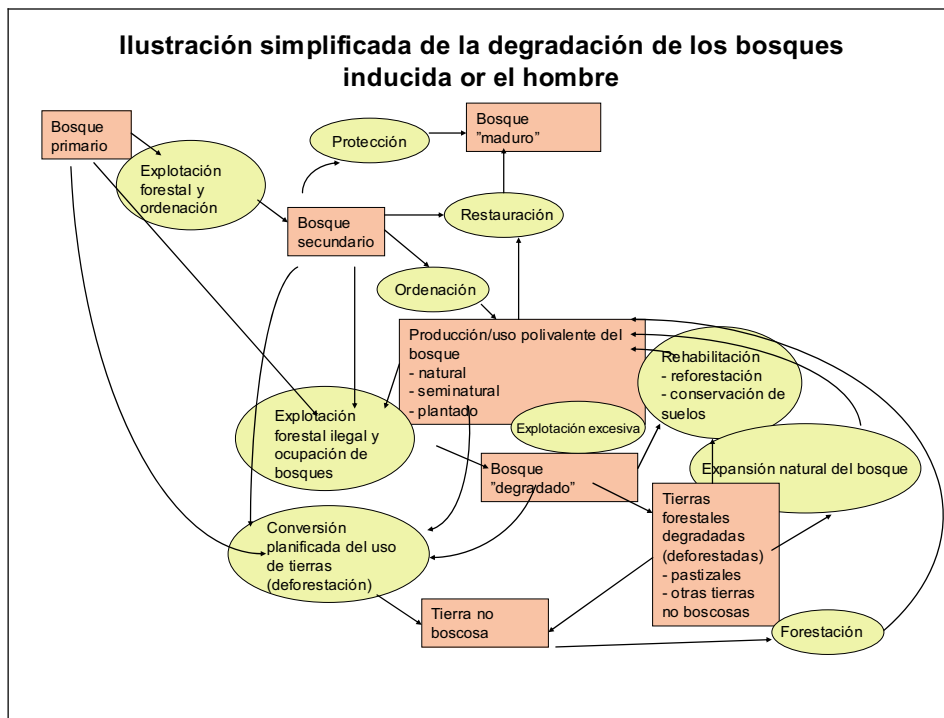 Ilustración simplificada de la degradación de los bosques
inducida or el hombre
Bosque
primario
Explotación
forestal y
ordenación
Protección
Bosque
"maduro"
Bosque
secundario
Restauración
Ordenación
Producción/uso polivalente del
bosque
- natural
- seminatural
- plantado
Rehabilitación
- reforestación
- conservación de
suelos
Explotación
forestal ilegal y
ocupación de
bosques
Explotación excesiva
Bosque
"degradado"
Expansión natural del bosque
Tierras
forestales
degradadas
(deforestadas)
- pastizales
- otras tierras
no boscosas
Conversión
planificada del uso
de tierras
(deforestación)
Tierra no
boscosa
Forestación